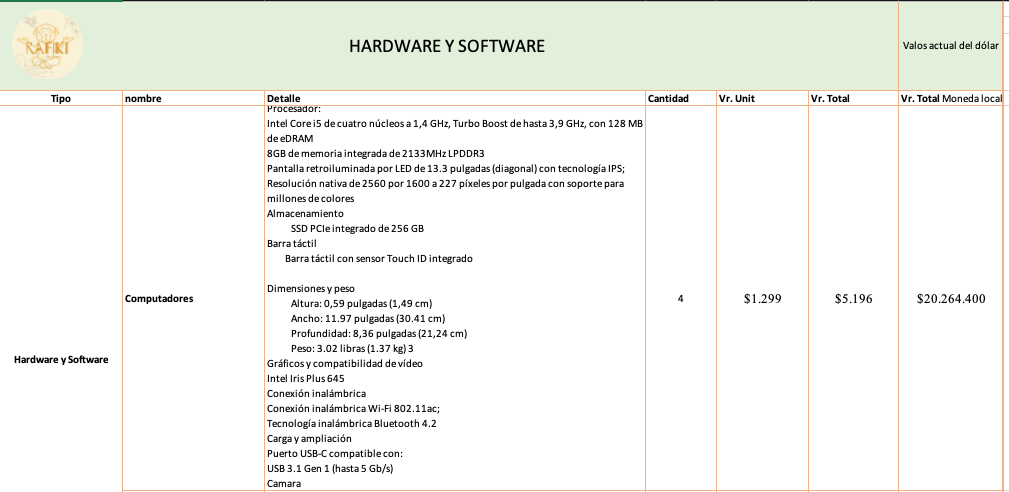 RAFIKI
HARDWARE Y SOFTWARE
Valos actual del dólar
Tipo
nombre
Detalle
Cantidad
Vr. Unit
Vr. Total
Vr. Total Moneda local
Procesador:
Intel Core i5 de cuatro núcleos a 1,4 GHz, Turbo Boost de hasta 3,9 GHz, con 128 MB
de eDRAM
8GB de memoria integrada de 2133MHz LPDDR3
Pantalla retroiluminada por LED de 13.3 pulgadas (diagonal) con tecnología IPS;
Resolución nativa de 2560 por 1600 a 227 píxeles por pulgada con soporte para
millones de colores
Almacenamiento
SSD PCIe integrado de 256 GB
Barra táctil
Barra táctil con sensor Touch ID integrado
Dimensiones y peso
Altura: 0,59 pulgadas (1,49 cm)
Ancho: 11.97 pulgadas (30.41 cm)
Profundidad: 8,36 pulgadas (21,24 cm)
Peso: 3.02 libras (1.37 kg) 3
Gráficos y compatibilidad de vídeo
Intel Iris Plus 645
Conexión inalámbrica
Conexión inalámbrica Wi-Fi 802.11ac;
Tecnología inalámbrica Bluetooth 4.2
Carga y ampliación
Puerto USB-C compatible con:
USB 3.1 Gen 1 (hasta 5 Gb/s)
Camara
Computadores
4
$1.299
$5.196
$20.264.400
Hardware y Software